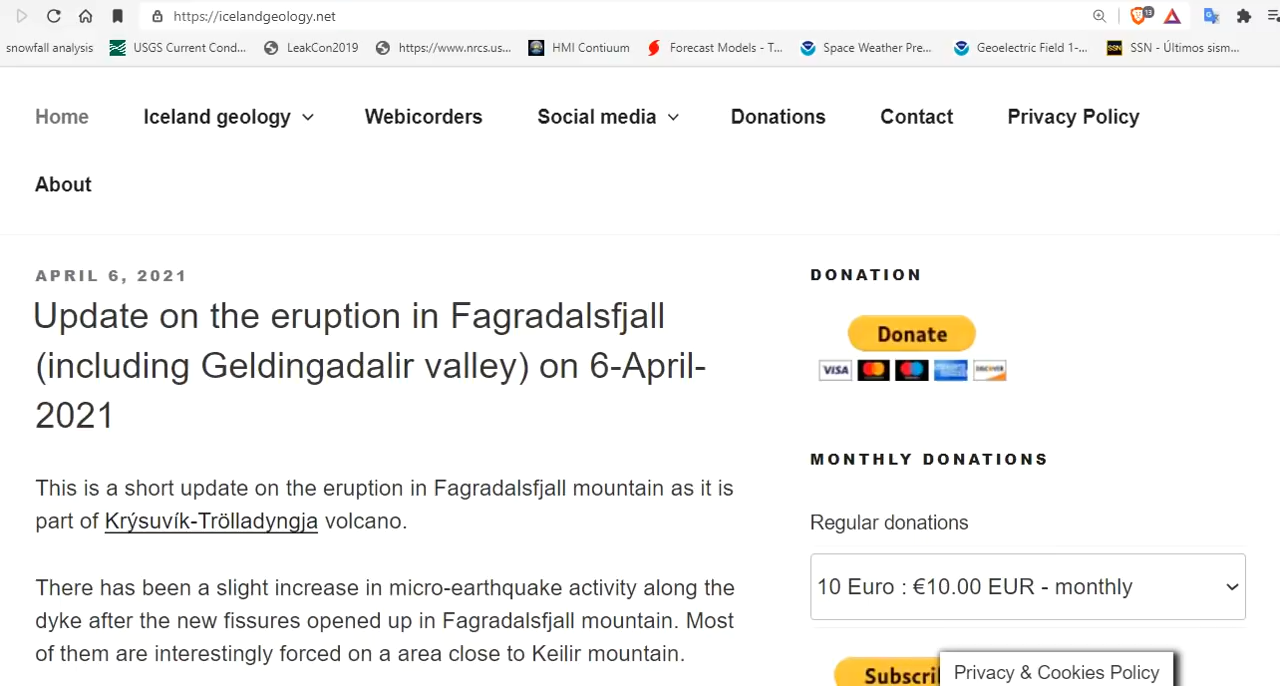 https://icelandgeology.net
13
snowfall analysis USGS Current Cond... LeakCon2019 https://www.nrcs.us... HMI Contiuum Forecast Models - T... Space Weather Pre... Geoelectric Field 1-... SSN SSN - Últimos sism...
Home Iceland geology Webicorders Social media Donations Contact Privacy Policy
About
APRIL 6, 2021
Update on the eruption in Fagradalsfjall
(including Geldingadalir valley) on 6-April-
2021
This is a short update on the eruption in Fagradalsfjall mountain as it is
part of Krýsuvík-Trölladyngja volcano.
There has been a slight increase in micro-earthquake activity along the
dyke after the new fissures opened up in Fagradalsfjall mountain. Most
of them are interestingly forced on a area close to Keilir mountain.
DONATION
Donate
VISA DISCOVER
MONTHLY DONATIONS
Regular donations
10 Euro : €10.00 EUR - monthly
Subscri
Privacy & Cookies Policy